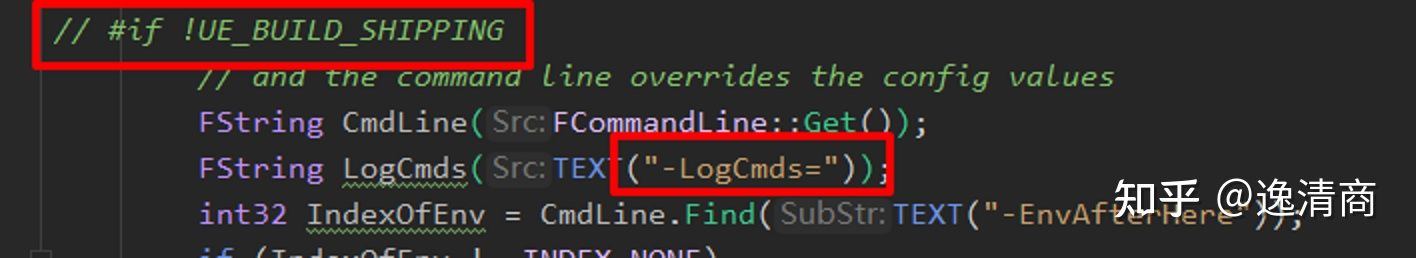 // #if !UE_BUILD_SHIPPING
// and the command line overrides the config values
FString CmdLine(Src:FCommandLine::Get());
FString LogCmds(Src:TEXT("-LogCmds="));
int32 IndexOfEnv = CmdLine.Find(SubStr:TEXT("-EnvAfterHere"));
知乎 @逸清商
if (IndexOfEnv != INDEX_NONE)